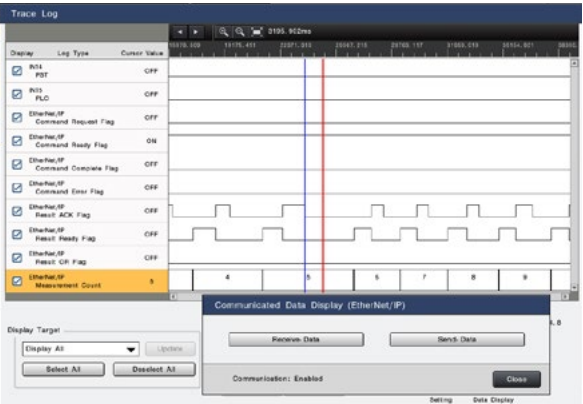 Trace Log
3195.902ms
Display Log Type Cursor Value
19175.451
IN14
PST OFF
PLC OFF
EtherNet/IP
Command Request Flag OFF
EtherNet/IP
Command Ready Flag ON
EtherNet/IP
Command Complete Flag OFF
EtherNet/IP
Command Error Flag OFF
EtherNet/IP
Result ACK Flag OFF
EtherNet/IP
Result Ready Flag OFF
EtherNet/IP
Result OR Flag OFF
EtherNet/IP
Measurement Count 5
4 5 6 7 8 9
Communicated Data Display (EtherNet/IP)
Receive Data Send Data
Communication: Enabled Close
Display Target
Display All Update
Select All Deselect All
Setting Data Display